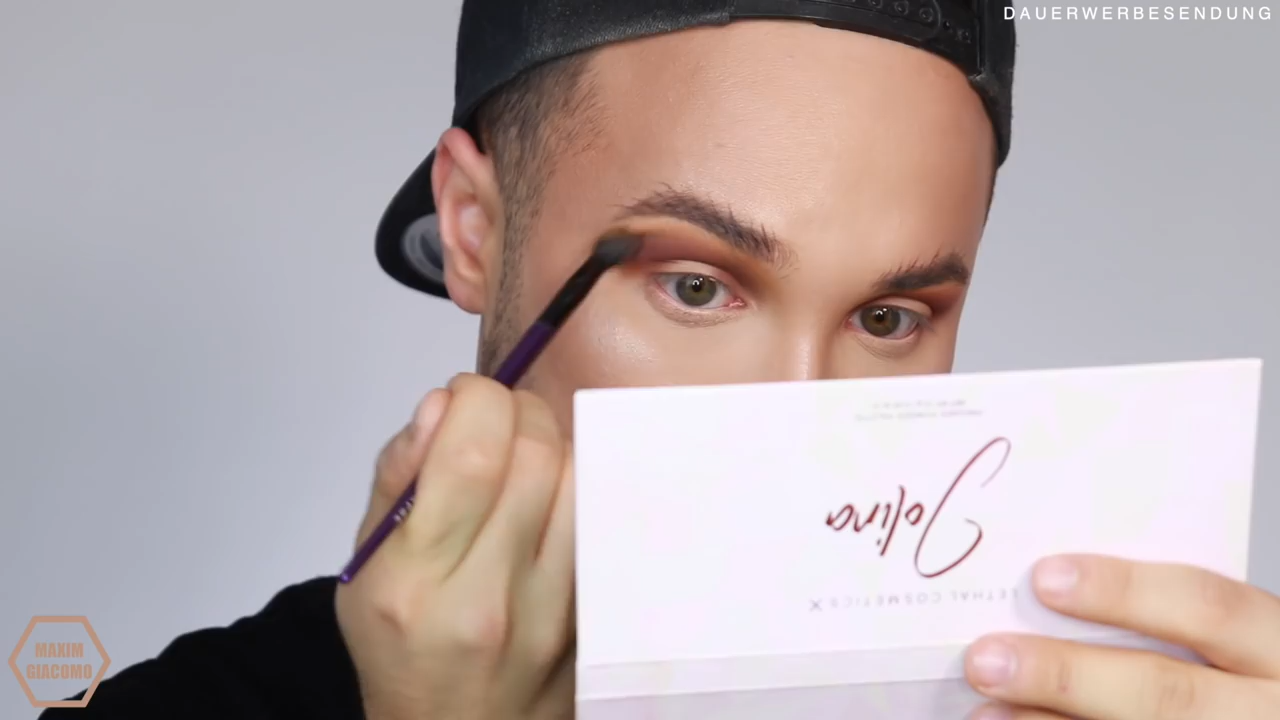 DAUERWERBESENDUNG
Jolina
LETHAL COSMETICS X
MAXIM
GIACOMO